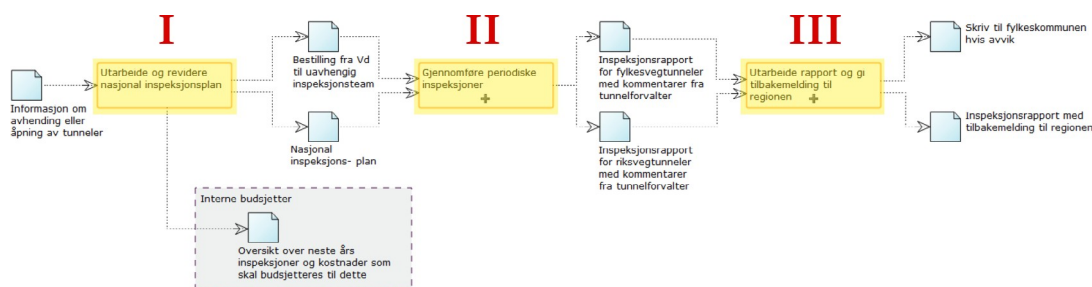 I
II
III
Informasjon om
avhending eller
åpning av tunneler
Utarbeide og revidere
nasjonal inspeksjonsplan
Bestilling fra Vd
til uavhengig
inspeksjonsteam
Nasjonal
inspeksjons- plan
Interne budsjetter
Oversikt over neste års
inspeksjoner og kostnader som
skal budsjetteres til dette
Gjennomføre periodiske
inspeksjoner
Inspeksjonsrapport
for fylkesvegtunneler
med kommentarer fra
tunnelforvalter
Inspeksjonsrapport
for riksvegtunneler
med kommentarer
fra tunnelforvalter
Utarbeide rapport og gi
tilbakemelding til
regionen
Skriv til fylkeskommunen
hvis avvik
Inspeksjonsrapport med
tilbakemelding til regionen